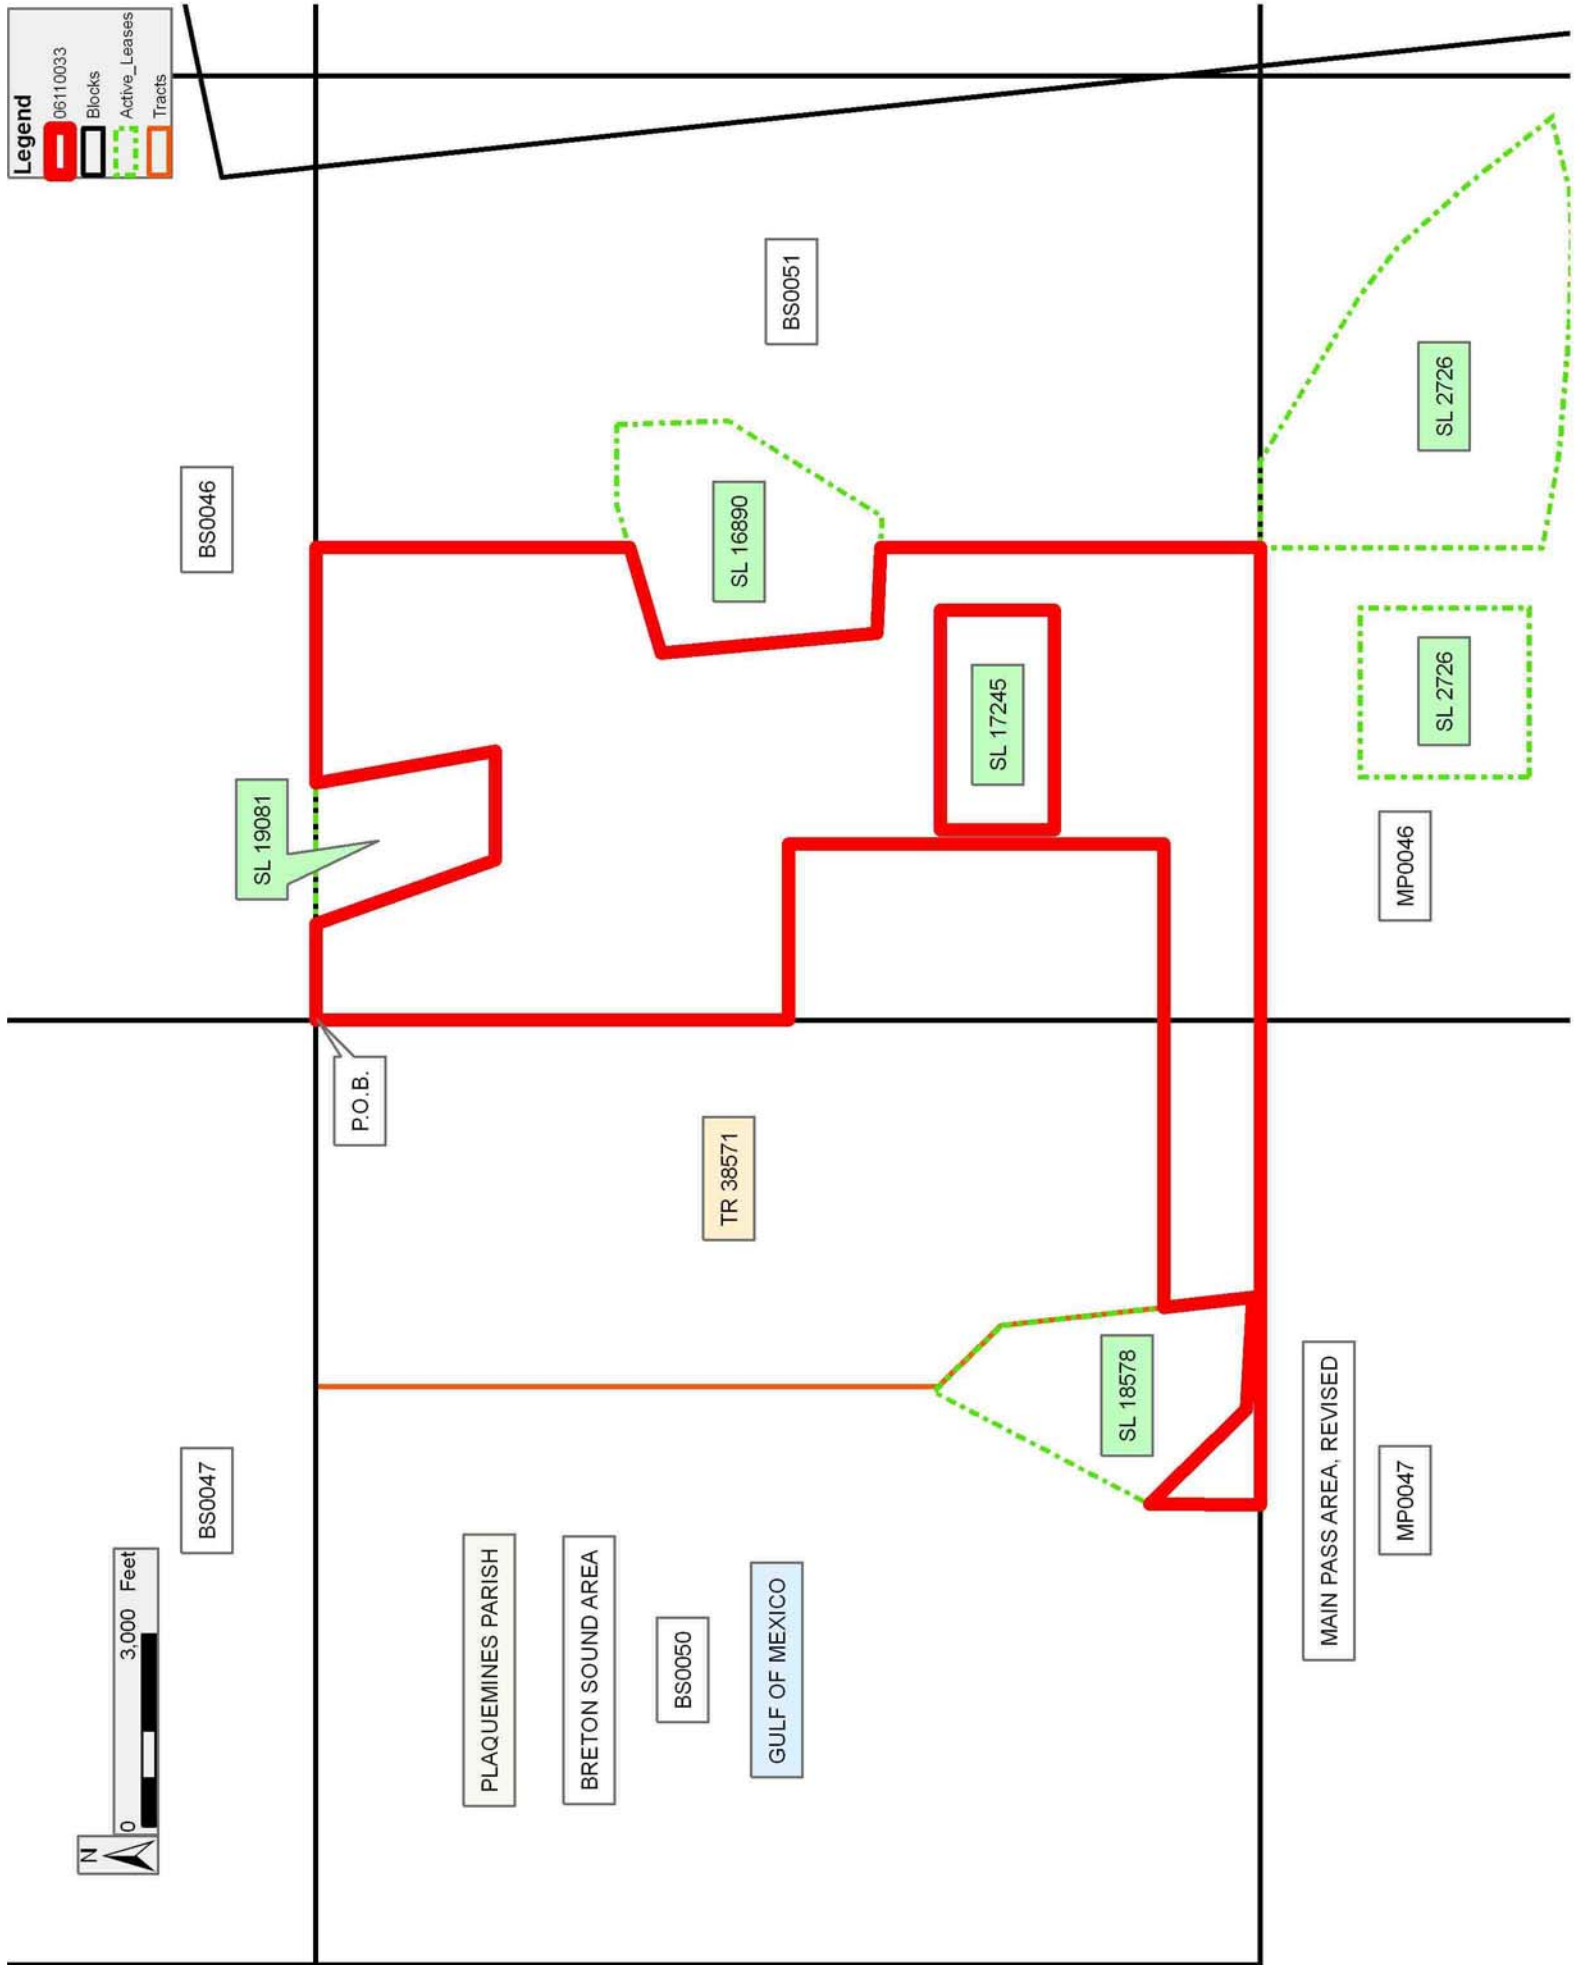 N
0 3,000 Feet
Legend
06110033
Blocks
Active_Leases
Tracts
BS0047
BS0046
SL 19081
P.O.B.
PLAQUEMINES PARISH
BRETON SOUND AREA
BS0050
GULF OF MEXICO
TR 38571
SL 16890
BS0051
SL 17245
SL 18578
MAIN PASS AREA, REVISED
MP0047
MP0046
SL 2726
SL 2726